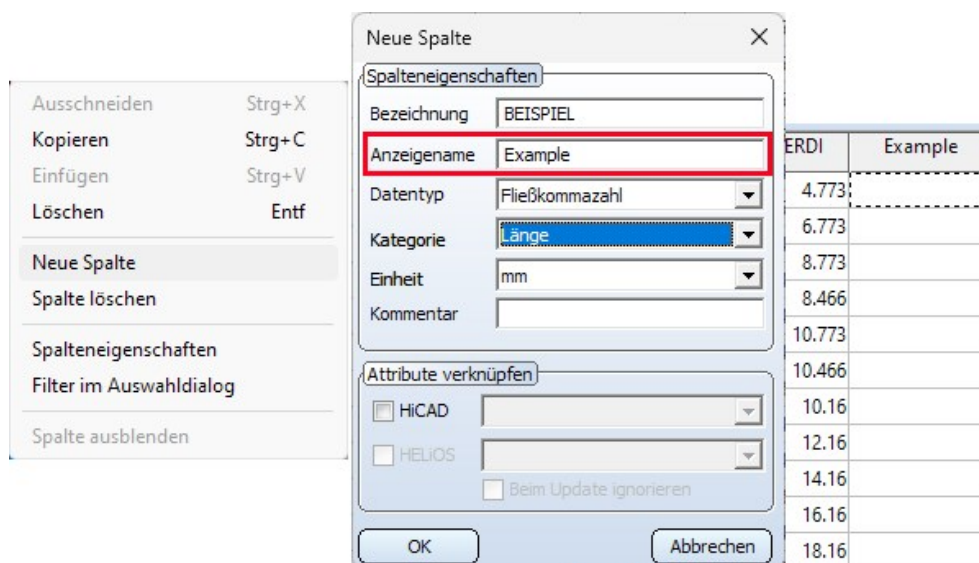 Ausschneiden Strg+X
Kopieren Strg+C
Einfügen Strg+V
Löschen Entf
Neue Spalte
Spalte löschen
Spalteneigenschaften
Filter im Auswahldialog
Spalte ausblenden
Neue Spalte
Spalteneigenschaften
Bezeichnung BEISPIEL
Anzeigename Example
Datentyp Fließkommazahl
Kategorie Länge
Einheit mm
Kommentar
Attribute verknüpfen
HiCAD
HELiOS
Beim Update ignorieren
OK Abbrechen
ERDI Example
4.773
6.773
8.773
8.466
10.773
10.466
10.16
12.16
14.16
16.16
18.16